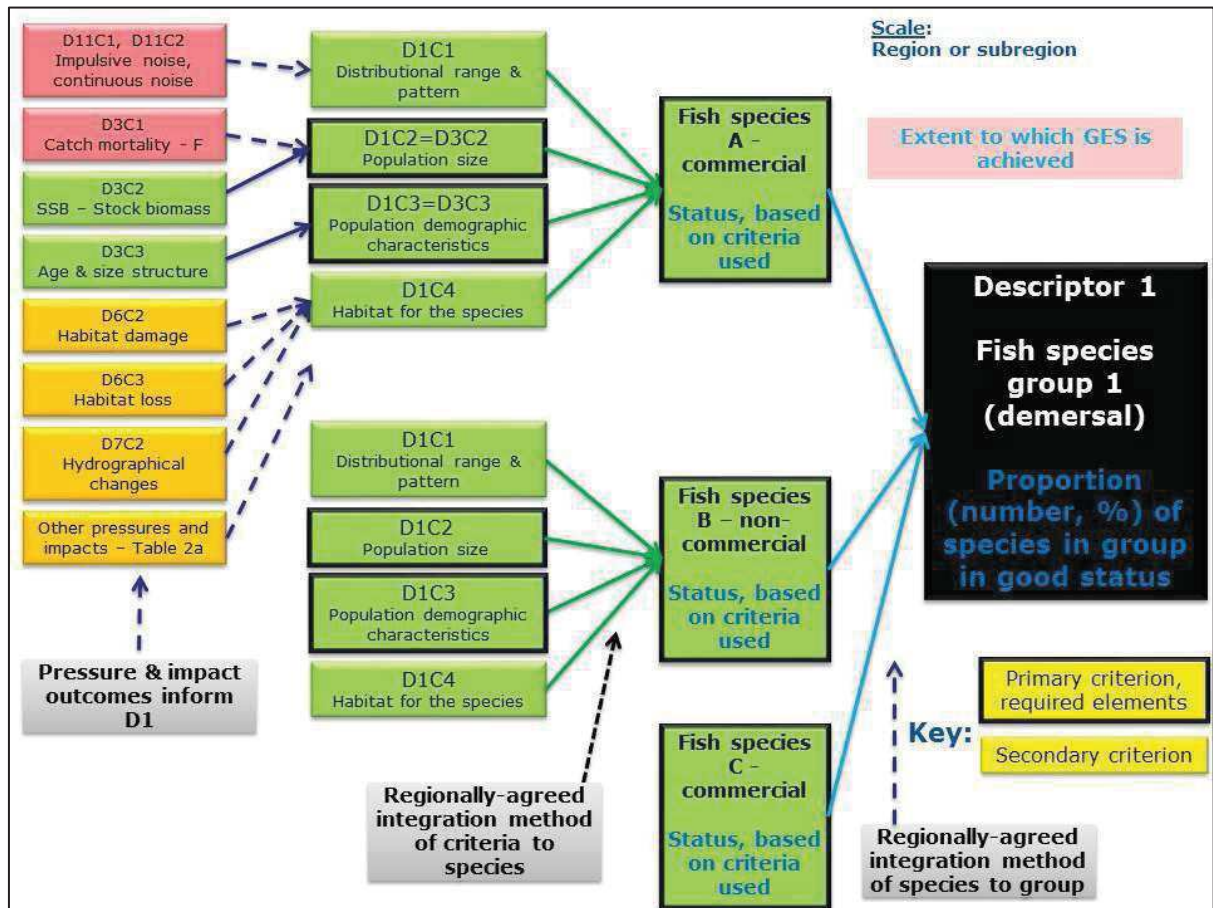 D11C1, D11C2
Impulsive noise,
continuous noise
D3C1
Catch mortality - F
D3C2
SSB – Stock biomass
D3C3
Age & size structure
D6C2
Habitat damage
D6C3
Habitat loss
D7C2
Hydrographical
changes
Other pressures and
impacts – Table 2a
Pressure & impact
outcomes inform
D1
D1C1
Distributional range &
pattern
D1C2=D3C2
Population size
D1C3=D3C3
Population demographic
characteristics
D1C4
Habitat for the species
D1C1
Distributional range &
pattern
D1C2
Population size
D1C3
Population demographic
characteristics
D1C4
Habitat for the species
Regionally-agreed
integration method
of criteria to
species
Fish species
A -
commercial
Status, based
on criteria
used
Fish species
B – non-
commercial
Status, based
on criteria
used
Fish species
C -
commercial
Status, based
on criteria
used
Scale:
Region or subregion
Extent to which GES is
achieved
Descriptor 1
Fish species
group 1
(demersal)
Proportion
(number, %) of
species in group
in good status
Key:
Primary criterion,
required elements
Secondary criterion
Regionally-agreed
integration method
of species to group